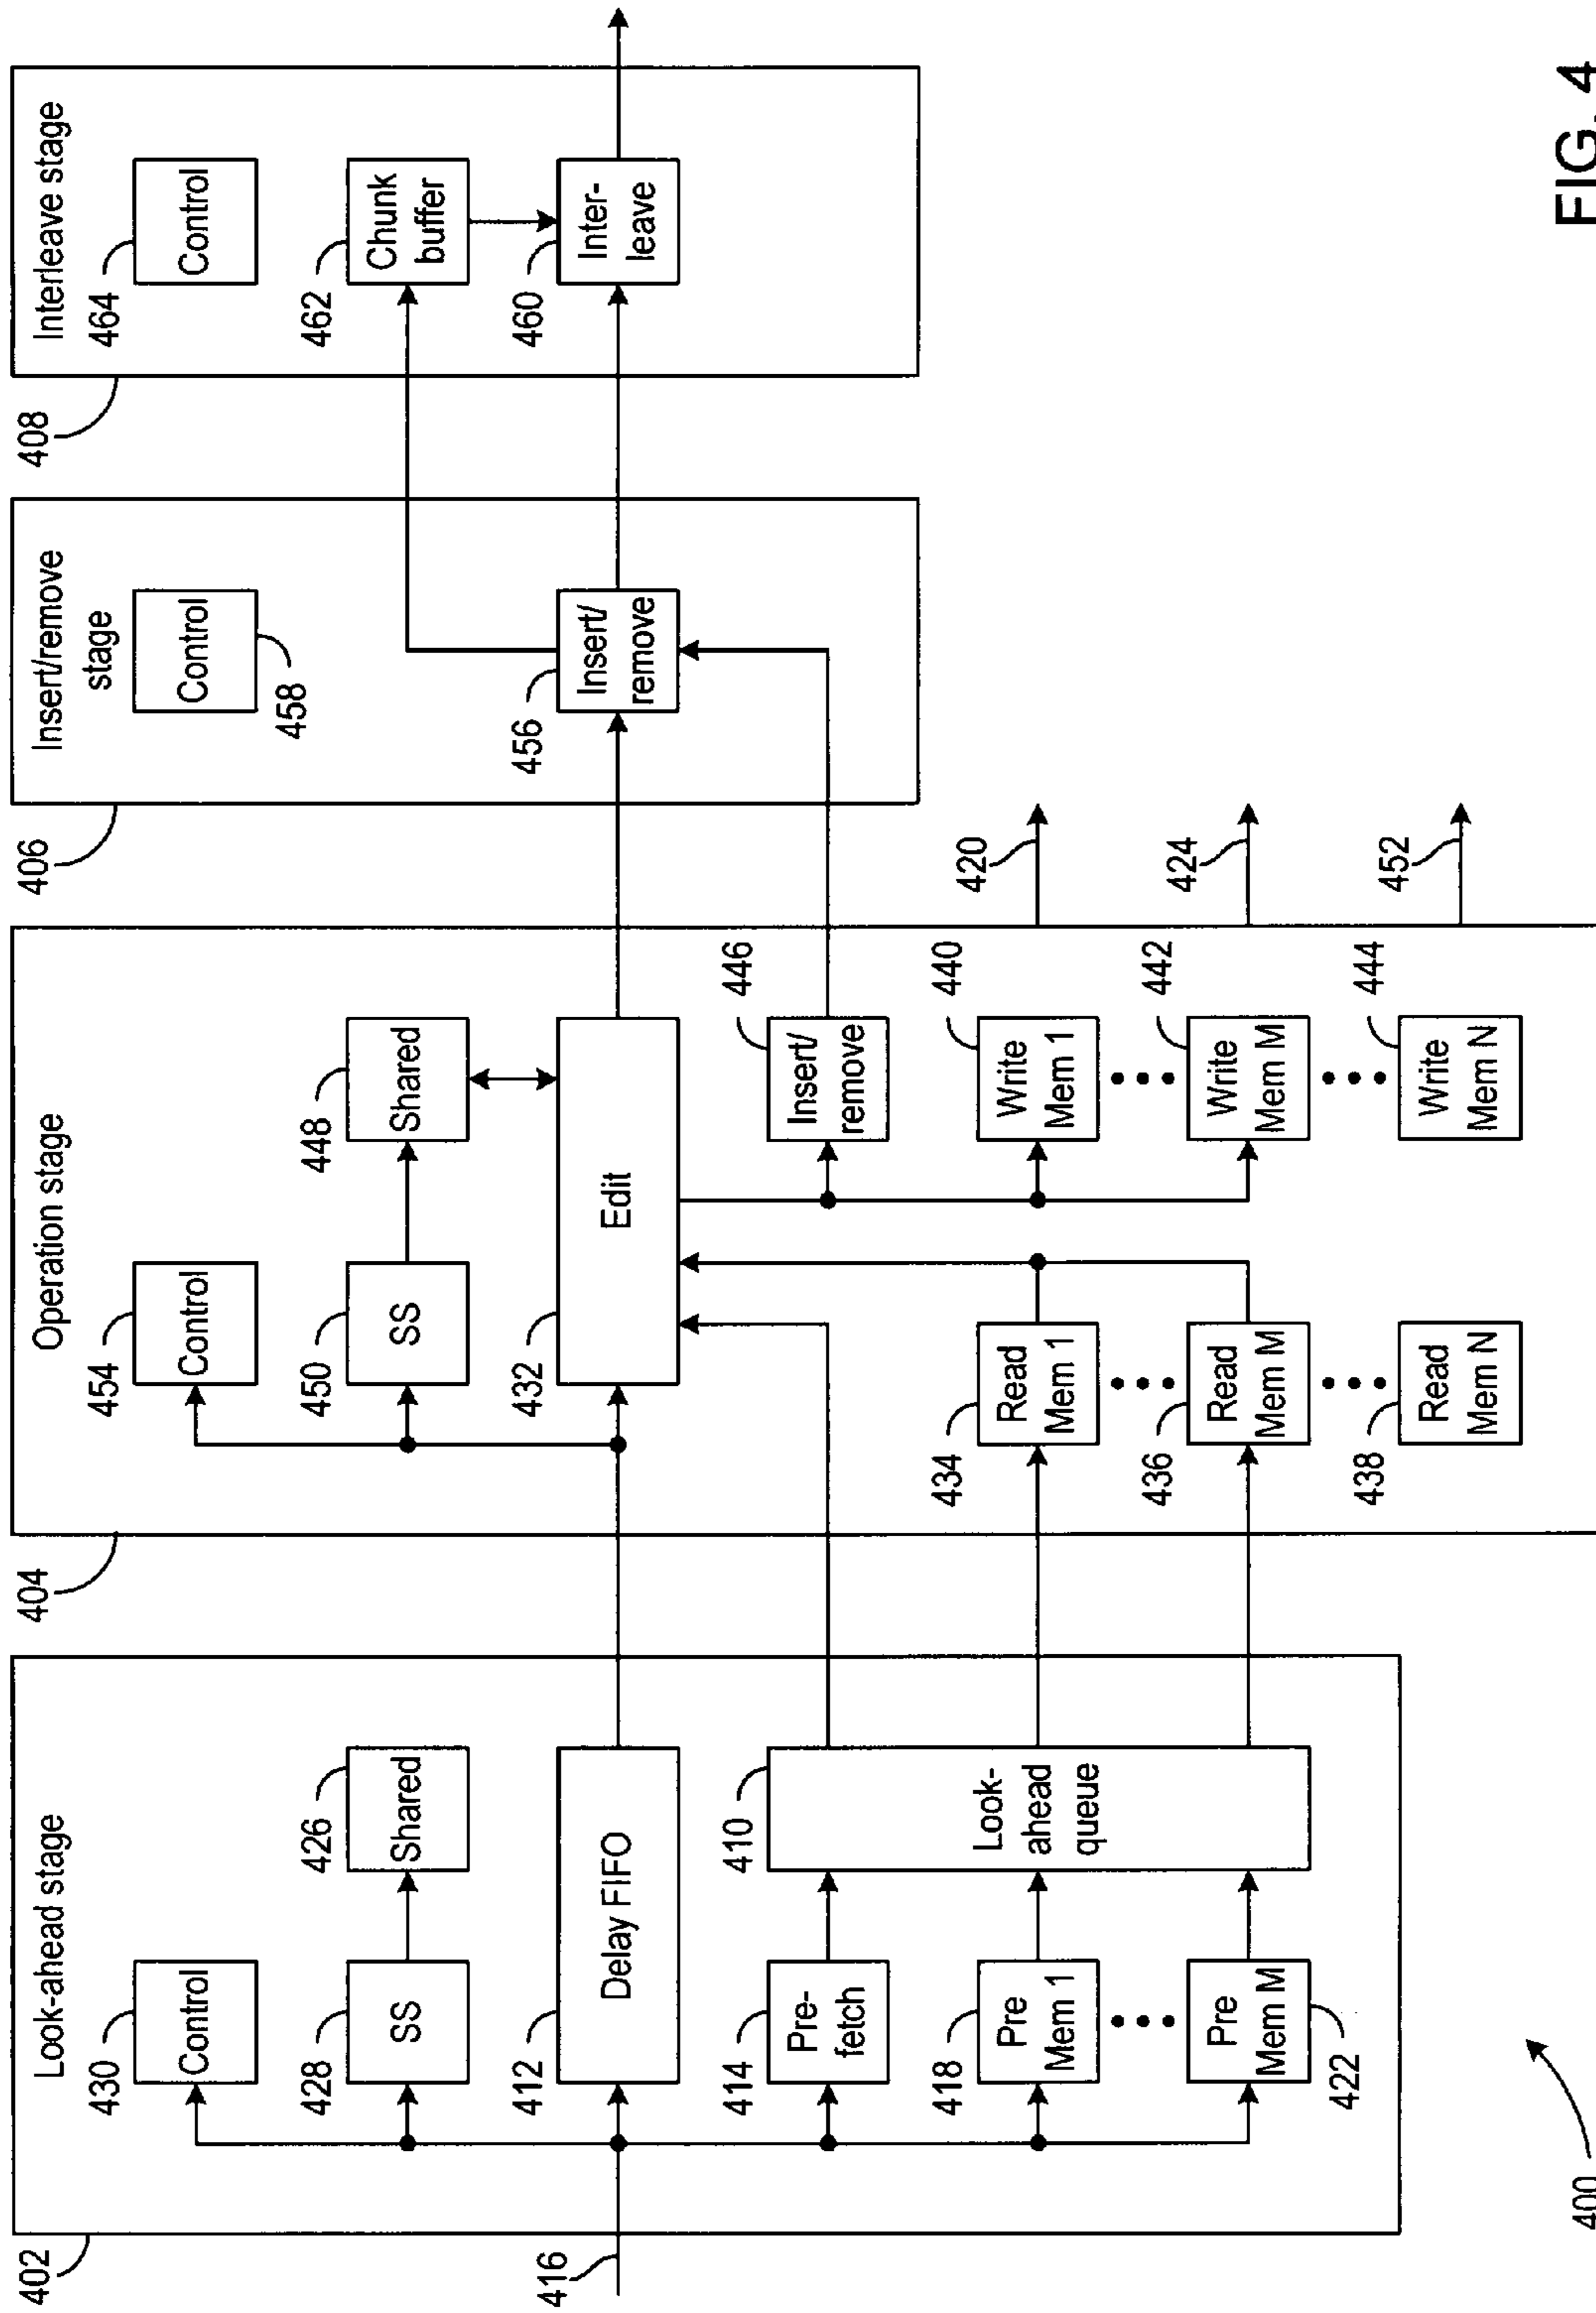 Look-ahead stage
402
430
Control
428
SS
426
Shared
412
Delay FIFO
414
Pre-
fetch
410
Look-
ahead
queue
418
Pre
Mem 1
Pre
Mem M
422
416
Operation stage
404
454
Control
450
SS
448
Shared
432
Edit
446
Insert/
remove
434
Read
Mem 1
440
Write
Mem 1
436
Read
Mem M
442
Write
Mem M
438
Read
Mem N
444
Write
Mem N
420
424
452
Insert/remove
stage
406
Control
458
456
Insert/
remove
Interleave stage
408
464
Control
462
Chunk
buffer
460
Inter-
leave
400
FIG. 4